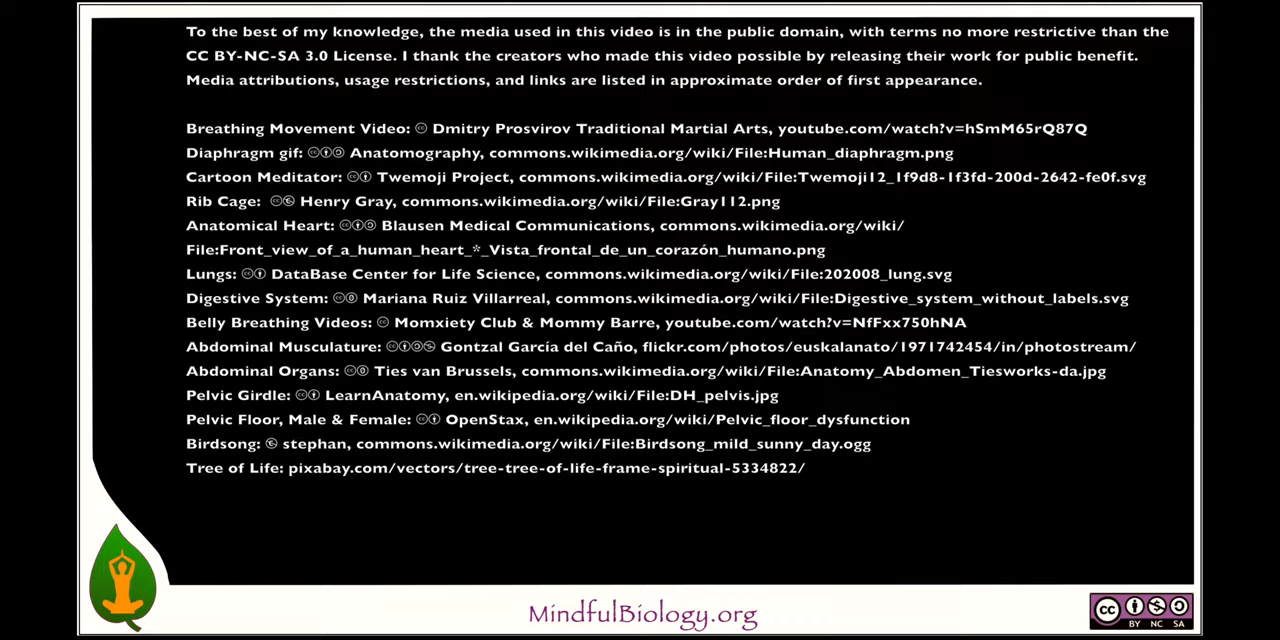 To the best of my knowledge, the media used in this video is in the public domain, with terms no more restrictive than the
CC BY-NC-SA 3.0 License. I thank the creators who made this video possible by releasing their work for public benefit.
Media attributions, usage restrictions, and links are listed in approximate order of first appearance.
Breathing Movement Video: Dmitry Prosvirov Traditional Martial Arts, youtube.com/watch?v=hSmM65rQ87Q
Diaphragm gif: Anatomography, commons.wikimedia.org/wiki/File:Human_diaphragm.png
Cartoon Meditator: Twemoji Project, commons.wikimedia.org/wiki/File:Twemoji12_1f9d8-1f3fd-200d-2642-fe0f.svg
Rib Cage: Henry Gray, commons.wikimedia.org/wiki/File:Gray112.png
Anatomical Heart: Blausen Medical Communications, commons.wikimedia.org/wiki/
File:Front_view_of_a_human_heart_*_Vista_frontal_de_un_corazón_humano.png
Lungs: DataBase Center for Life Science, commons.wikimedia.org/wiki/File:202008_lung.svg
Digestive System: Mariana Ruiz Villarreal, commons.wikimedia.org/wiki/File:Digestive_system_without_labels.svg
Belly Breathing Videos: Momxiety Club & Mommy Barre, youtube.com/watch?v=NfFxx750hNA
Abdominal Musculature: Gontzal García del Caño, flickr.com/photos/euskalanato/1971742454/in/photostream/
Abdominal Organs: Ties van Brussels, commons.wikimedia.org/wiki/File:Anatomy_Abdomen_Tiesworks-da.jpg
Pelvic Girdle: LearnAnatomy, en.wkipedia.org/wiki/File:DH_pelvis.jpg
Pelvic Floor, Male & Female: OpenStax, en.wikipedia.org/wiki/Pelvic_floor_dysfunction
Birdsong: stephan, commons.wikimedia.org/wiki/File:Birdsong_mild_sunny_day.ogg
Tree of Life: pixabay.com/vectors/tree-tree-of-life-frame-spiritual-5334822/
MindfulBiology.org
cc BY NC SA